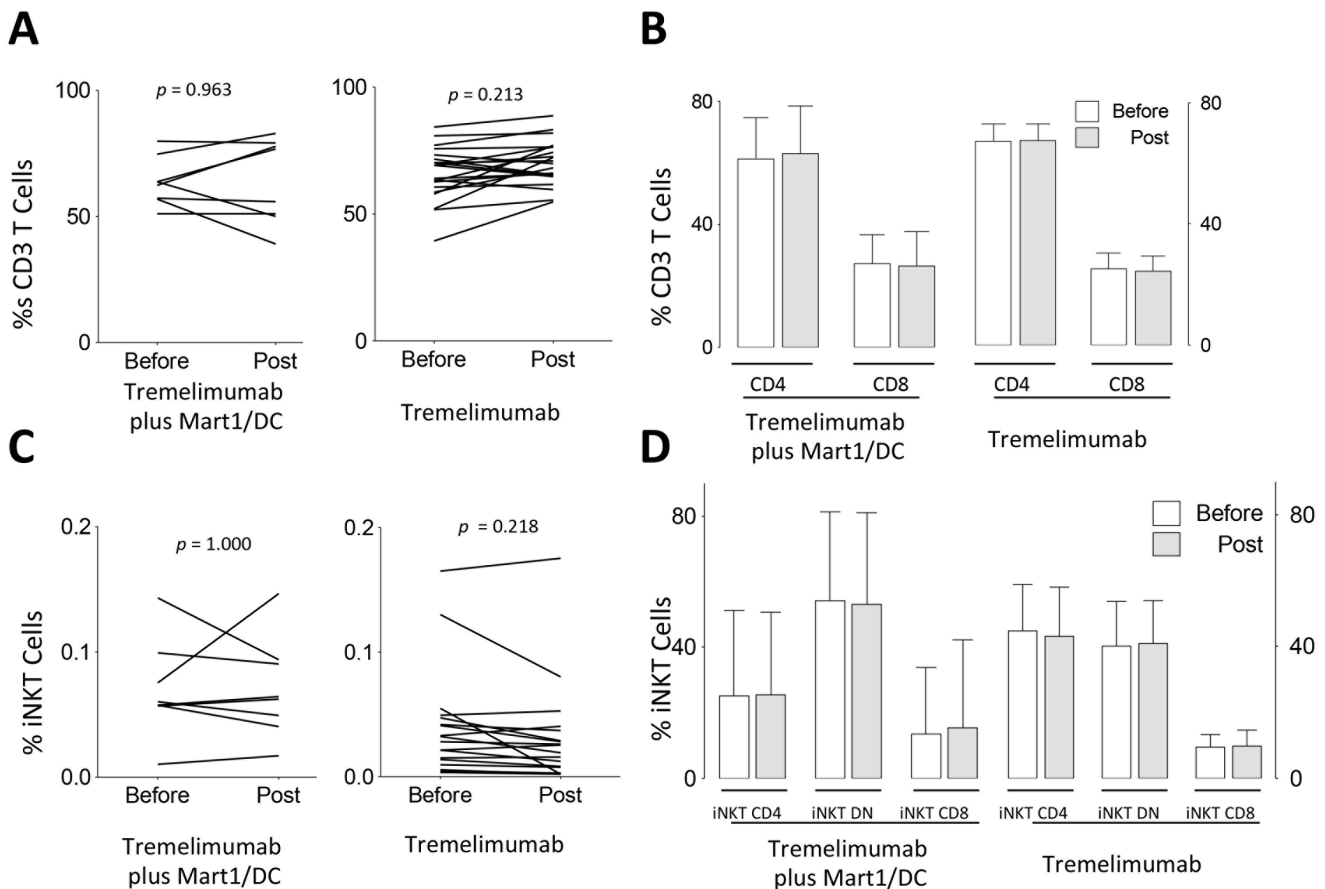 A
%s CD3 T Cells
100
50
0
p = 0.963
Before
Post
Tremelimumab
plus Mart1/DC
100
50
0
p = 0.213
Before
Post
Tremelimumab
B
% CD3 T Cells
80
40
0
Before
Post
80
40
0
CD4
CD8
CD4
CD8
Tremelimumab
plus Mart1/DC
Tremelimumab
C
% iNKT Cells
0.2
0.1
0.0
p = 1.000
Before
Post
Tremelimumab
plus Mart1/DC
0.2
0.1
0.0
p = 0.218
Before
Post
Tremelimumab
D
% iNKT Cells
80
40
0
Before
Post
80
40
0
iNKT CD4
iNKT DN
iNKT CD8
iNKT CD4
iNKT DN
iNKT CD8
Tremelimumab
plus Mart1/DC
Tremelimumab